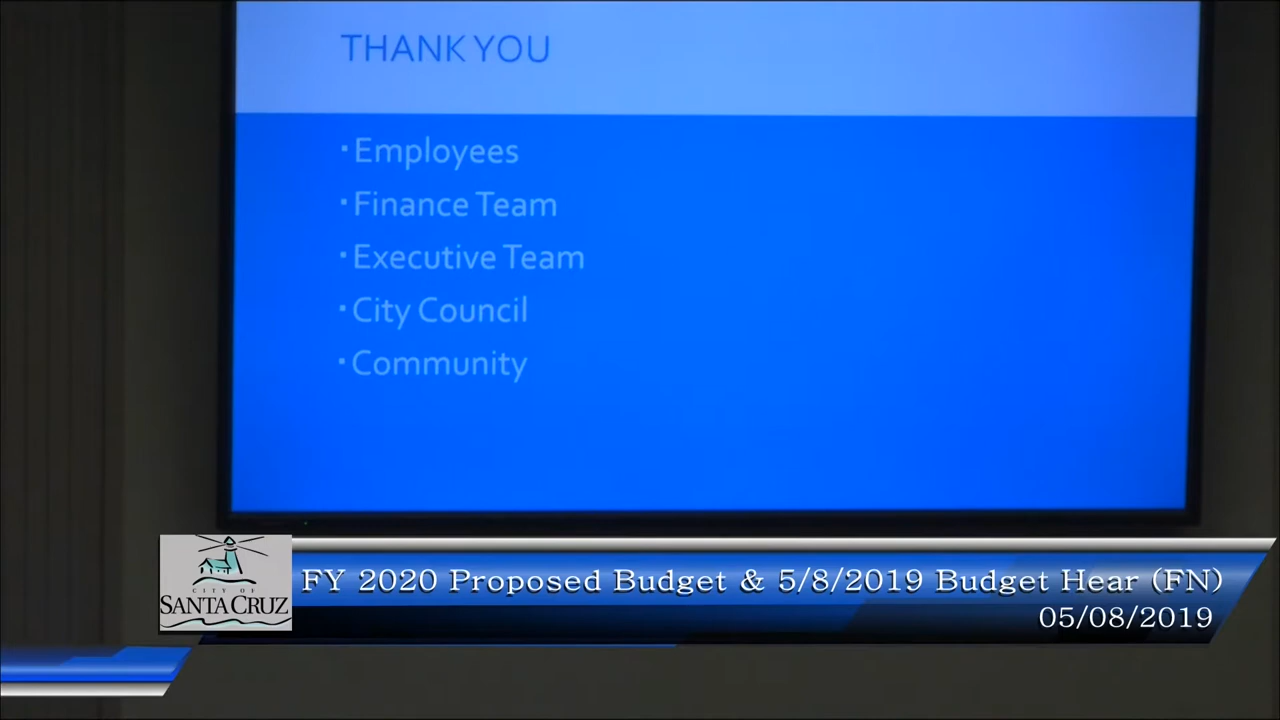 THANK YOU
▪ Employees
▪ Finance Team
▪ Executive Team
▪ City Council
▪ Community
CITY OF
SANTA CRUZ
FY 2020 Proposed Budget & 5/8/2019 Budget Hear (FN)
05/08/2019